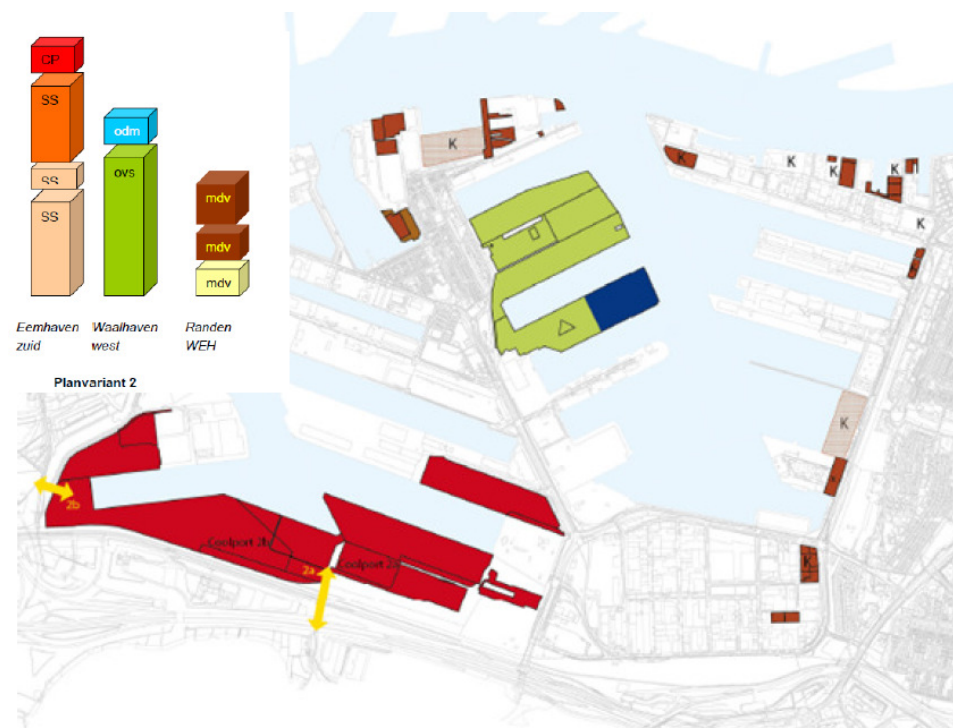 CP
SS
SS
SS
odm
ovs
mdv
mdv
mdv
Eemhaven
zuid
Waalhaven
west
Randen
WEH
Planvariant 2
K
K
K
K
K
K
K
K
K
K
2b
Coolport 2b
2a
Coolport 2a